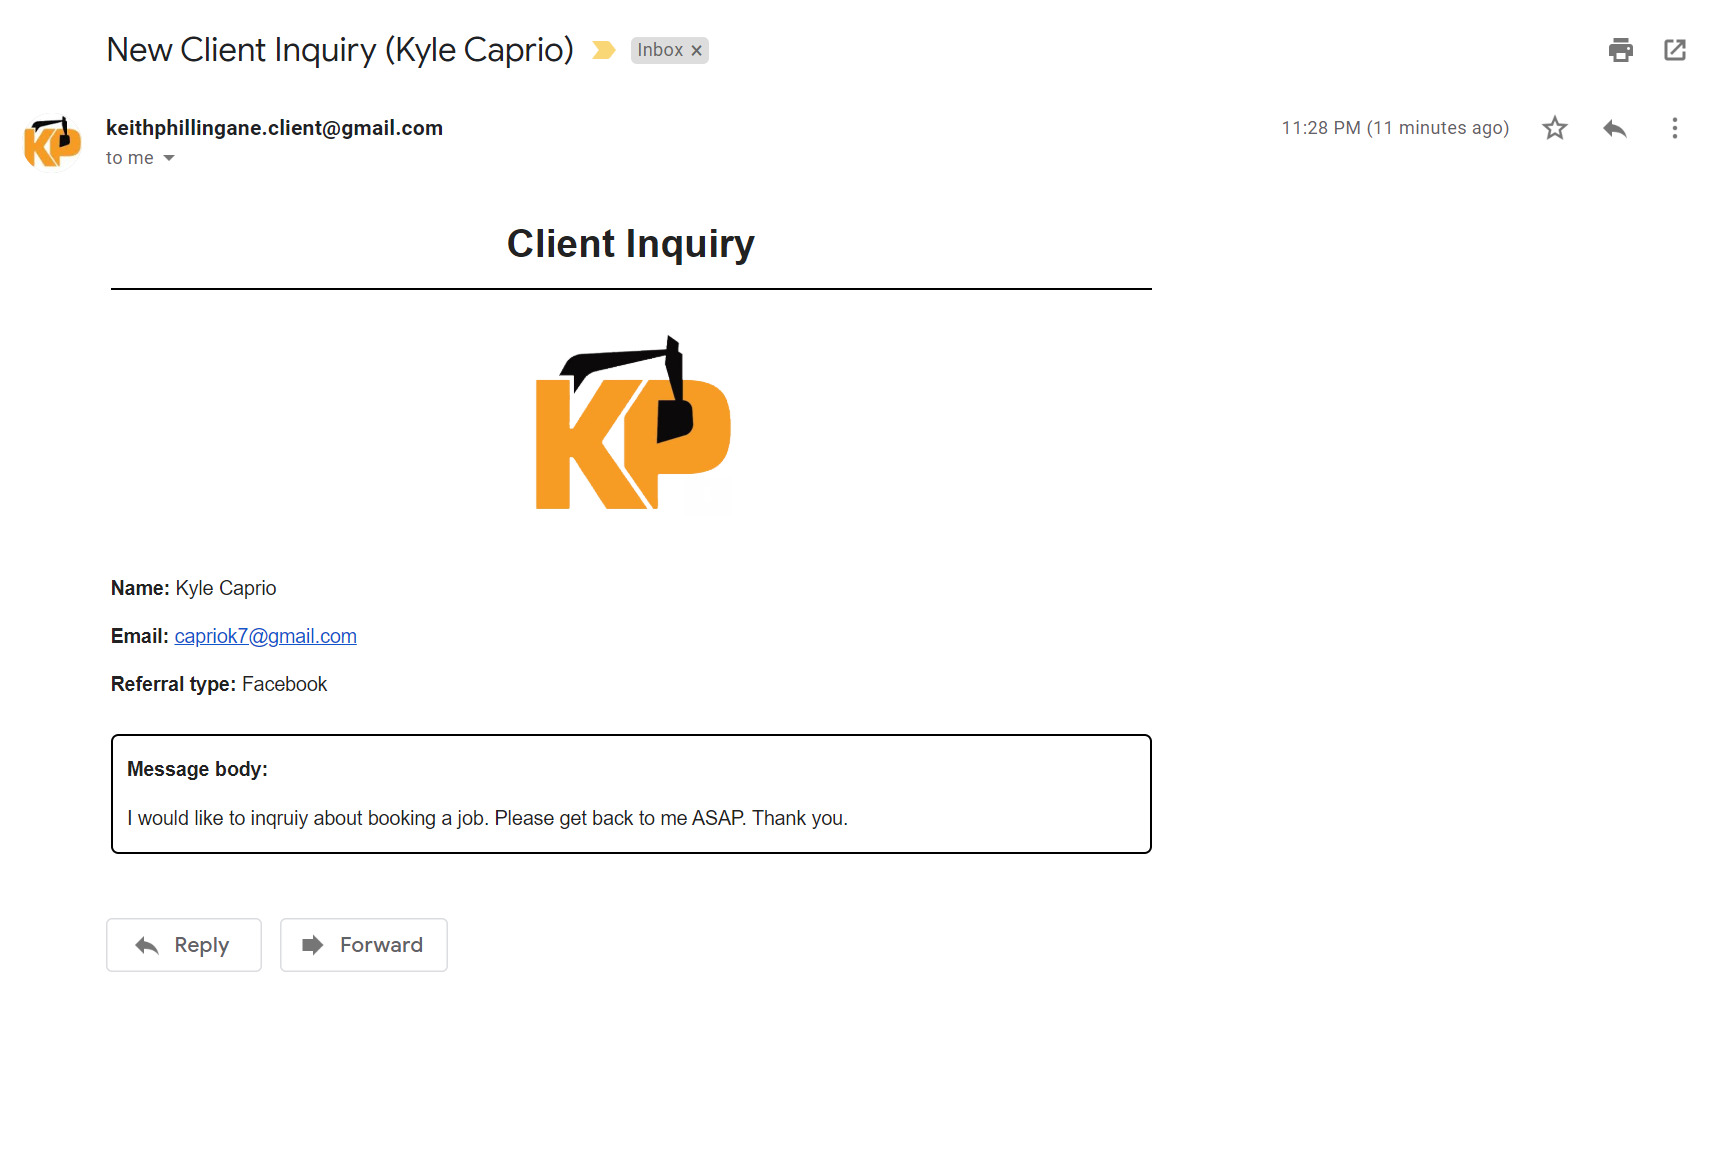 New Client Inquiry (Kyle Caprio) Inbox ×
KP
keithphillingane.client@gmail.com 11:28 PM (11 minutes ago)
to me
Client Inquiry
KP
Name: Kyle Caprio
Email: capriok7@gmail.com
Referral type: Facebook
Message body:
I would like to inqruiy about booking a job. Please get back to me ASAP. Thank you.
Reply Forward